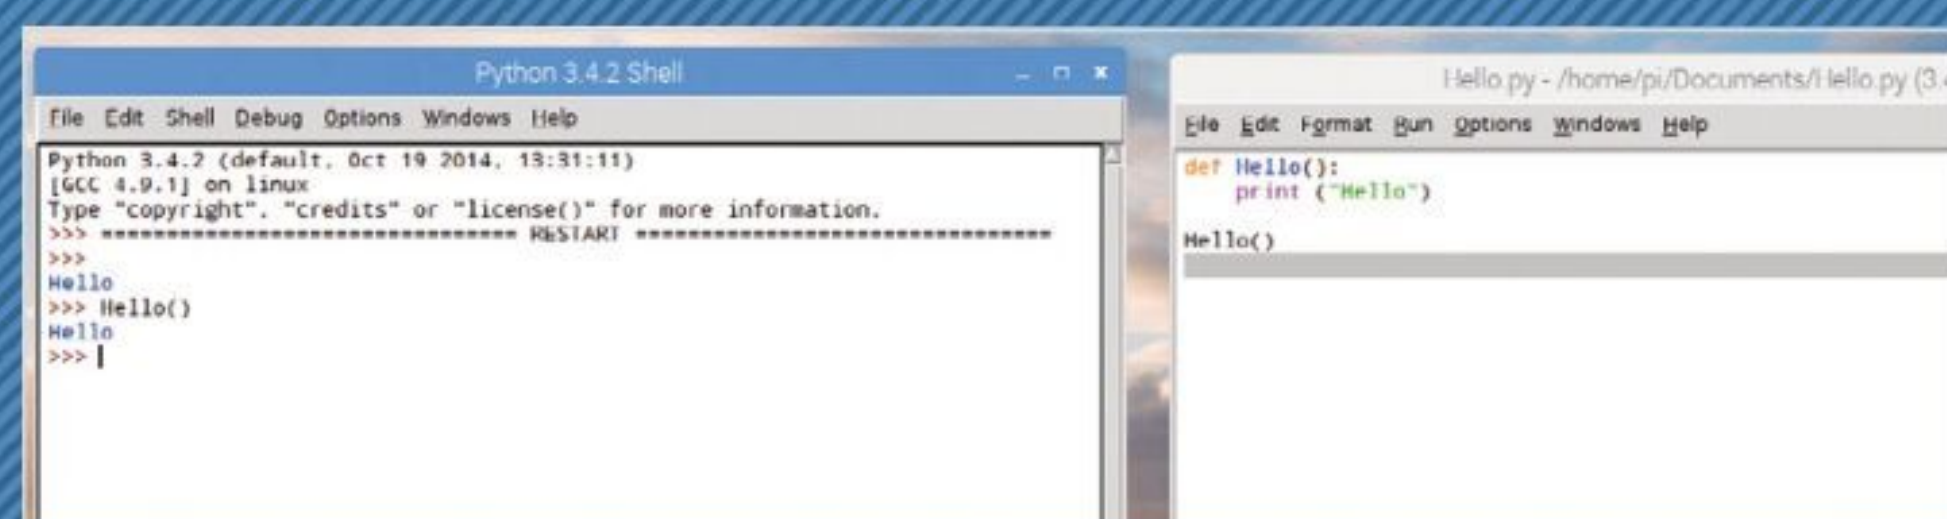 Python 3.4.2 Shell
File Edit Shell Debug Options Windows Help
Python 3.4.2 (default, Oct 19 2014, 13:31:11)
[GCC 4.9.1] on linux
Type "copyright", "credits" or "license()" for more information.
>>> ================================ RESTART ================================
>>>
Hello
>>> Hello()
Hello
>>>
Hello.py - /home/pi/Documents/Hello.py (3.4
File Edit Format Run Options Windows Help
def Hello():
    print ("Hello")
Hello()